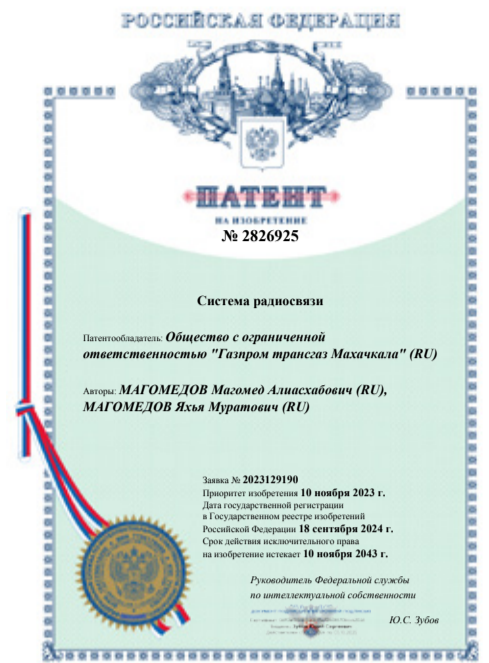 РОССИЙСКАЯ ФЕДЕРАЦИЯ
ПАТЕНТ
НА ИЗОБРЕТЕНИЕ
№ 2826925
Система радиосвязи
Патентообладатель: Общество с ограниченной
ответственностью "Газпром трансгаз Махачкала" (RU)
Авторы: МАГОМЕДОВ Магомед Алиасхабович (RU),
МАГОМЕДОВ Яхья Муратович (RU)
Заявка № 2023129190
Приоритет изобретения 10 ноября 2023 г.
Дата государственной регистрации
в Государственном реестре изобретений
Российской Федерации 18 сентября 2024 г.
Срок действия исключительного права
на изобретение истекает 10 ноября 2043 г.
Руководитель Федеральной службы
по интеллектуальной собственности
Ю.С. Зубов